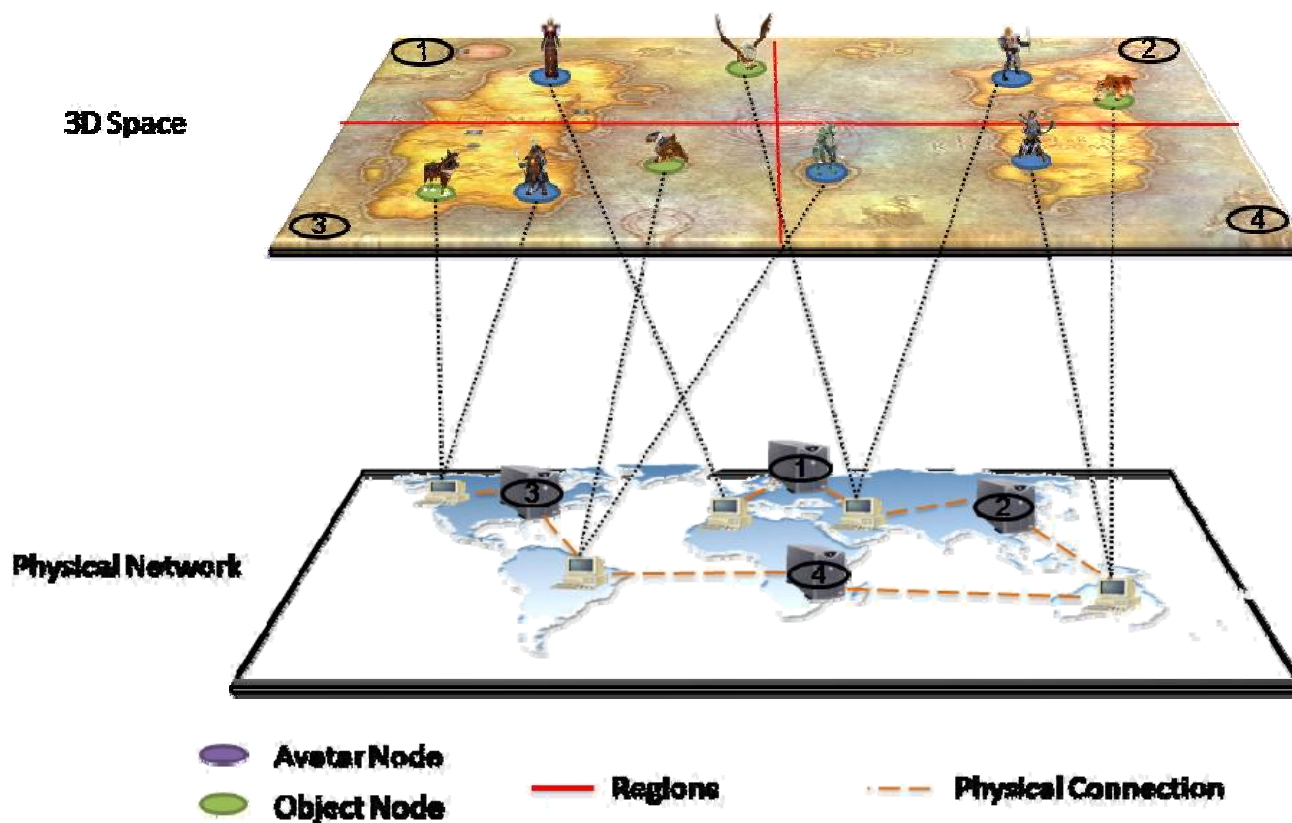 1
2
3D Space
3
4
1
3
2
Physical Network
4
Avatar Node
Object Node
Regions
Physical Connection